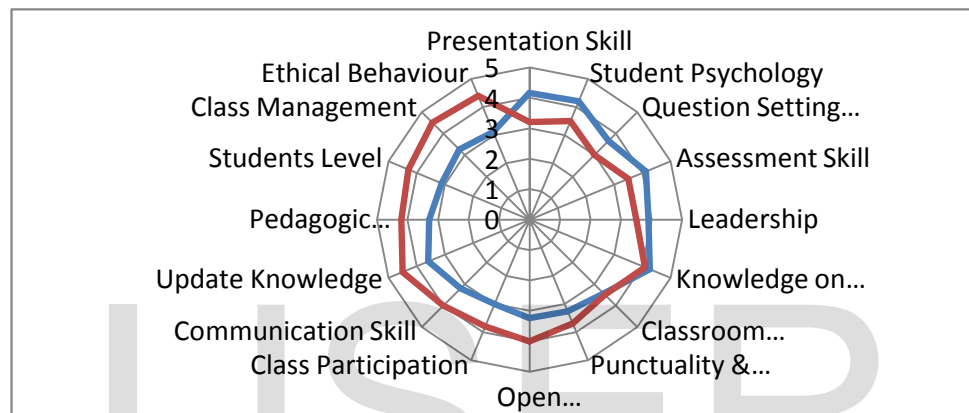 Presentation Skill
Student Psychology
Question Setting...
Assessment Skill
Leadership
Knowledge on...
Classroom...
Punctuality &...
Open...
Class Participation
Communication Skill
Update Knowledge
Pedagogic...
Students Level
Class Management
Ethical Behaviour
5
4
3
2
1
0